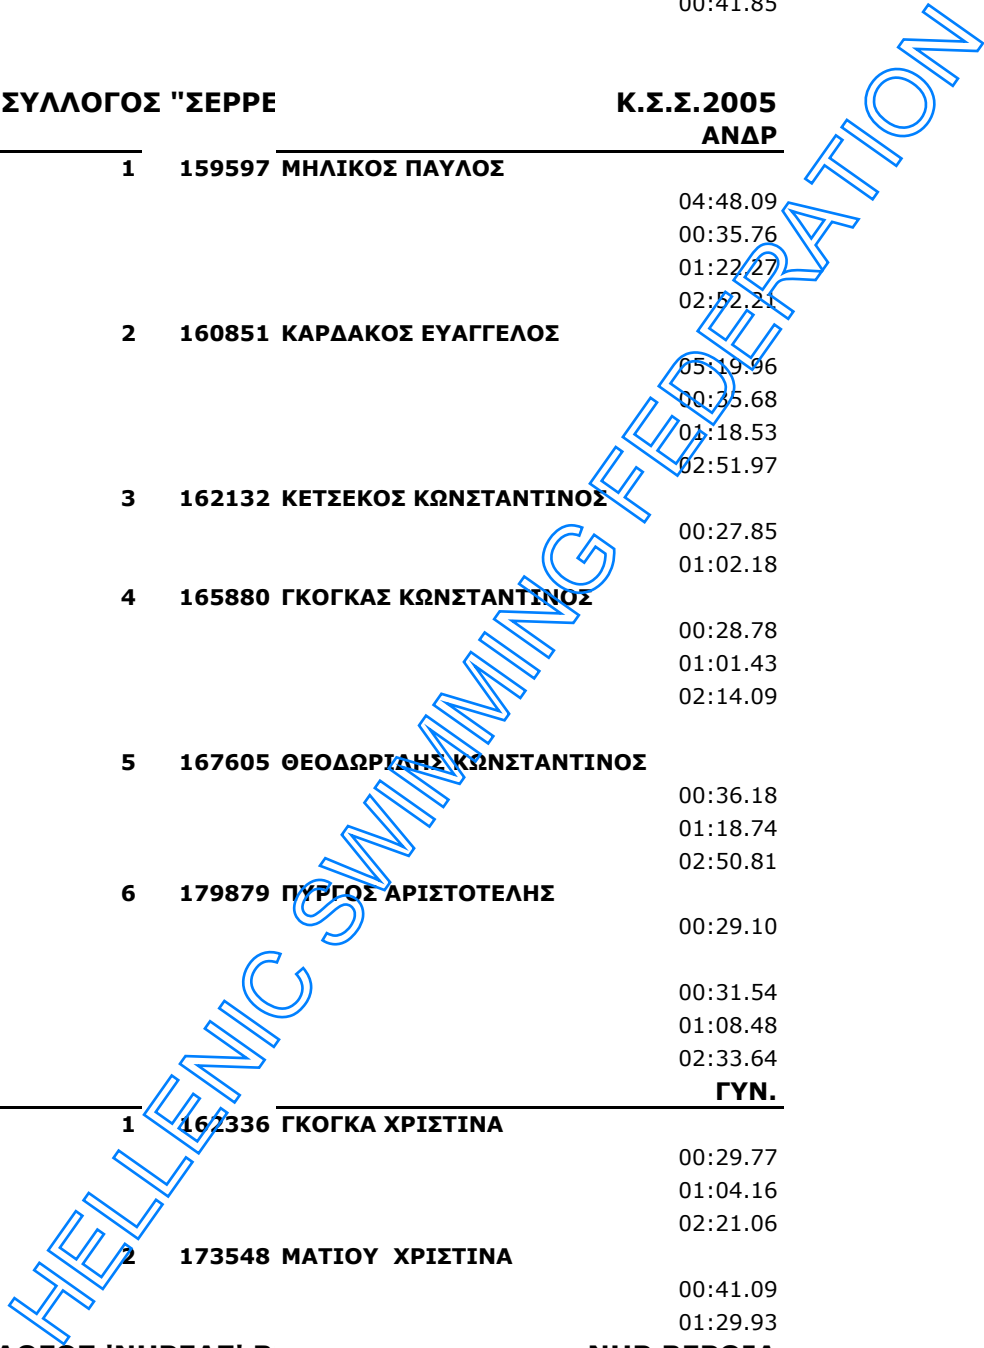 00:41.85
ΣΥΛΛΟΓΟΣ "ΣΕΡΡΕ Κ.Σ.Σ.2005
ΑΝΔΡ
1 159597 ΜΗΛΙΚΟΣ ΠΑΥΛΟΣ
04:48.09
00:35.76
01:22.27
02:52.21
2 160851 ΚΑΡΔΑΚΟΣ ΕΥΑΓΓΕΛΟΣ
05:19.96
00:35.68
01:18.53
02:51.97
3 162132 ΚΕΤΣΕΚΟΣ ΚΩΝΣΤΑΝΤΙΝΟΣ
00:27.85
01:02.18
4 165880 ΓΚΟΓΚΑΣ ΚΩΝΣΤΑΝΤΙΝΟΣ
00:28.78
01:01.43
02:14.09
5 167605 ΘΕΟΔΩΡΙΔΗΣ ΚΩΝΣΤΑΝΤΙΝΟΣ
00:36.18
01:18.74
02:50.81
6 179879 ΠΥΡΓΟΣ ΑΡΙΣΤΟΤΕΛΗΣ
00:29.10
00:31.54
01:08.48
02:33.64
ΓΥΝ.
1 162336 ΓΚΟΓΚΑ ΧΡΙΣΤΙΝΑ
00:29.77
01:04.16
02:21.06
2 173548 ΜΑΤΙΟΥ ΧΡΙΣΤΙΝΑ
00:41.09
01:29.93
HELLENIC SWIMMING FEDERATION